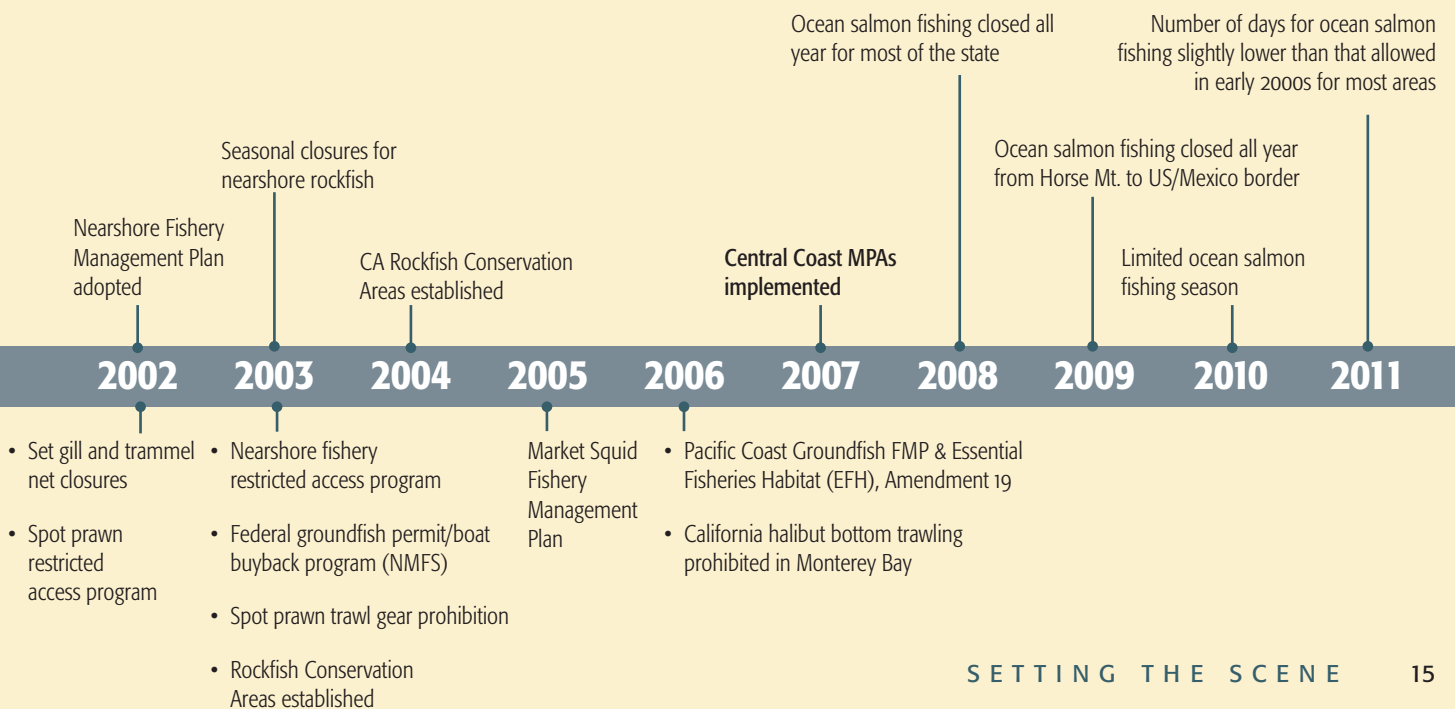 Ocean salmon fishing closed all
year for most of the state
Number of days for ocean salmon
fishing slightly lower than that allowed
in early 2000s for most areas
Seasonal closures for
nearshore rockfish
Ocean salmon fishing closed all year
from Horse Mt. to US/Mexico border
Nearshore Fishery
Management Plan
adopted
CA Rockfish Conservation
Areas established
Central Coast MPAs
implemented
Limited ocean salmon
fishing season
2002 2003 2004 2005 2006 2007 2008 2009 2010 2011
• Set gill and trammel
net closures
• Spot prawn
restricted
access program
• Nearshore fishery
restricted access program
• Federal groundfish permit/boat
buyback program (NMFS)
• Spot prawn trawl gear prohibition
• Rockfish Conservation
Areas established
Market Squid
Fishery
Management
Plan
• Pacific Coast Groundfish FMP & Essential
Fisheries Habitat (EFH), Amendment 19
• California halibut bottom trawling
prohibited in Monterey Bay
SETTING THE SCENE 15